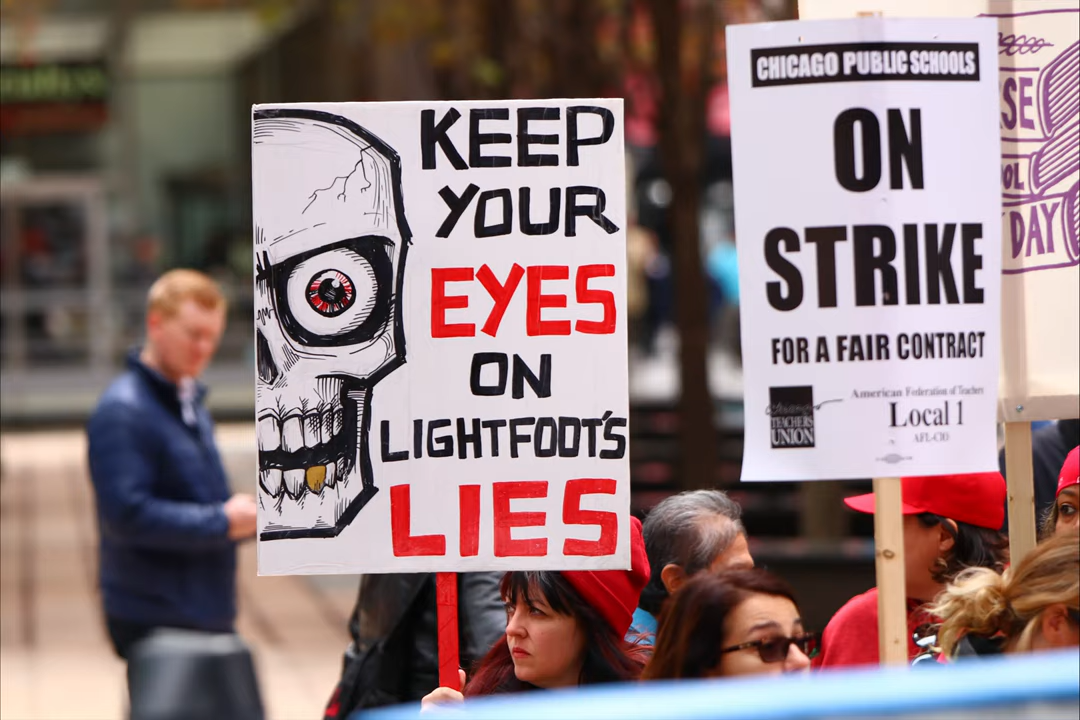 KEEP
YOUR
EYES
ON
LIGHTFOOT'S
LIES
CHICAGO PUBLIC SCHOOLS
ON
STRIKE
FOR A FAIR CONTRACT
TEACHERS
UNION
American Federation of Teachers
Local 1
AFL-CIO
DAY